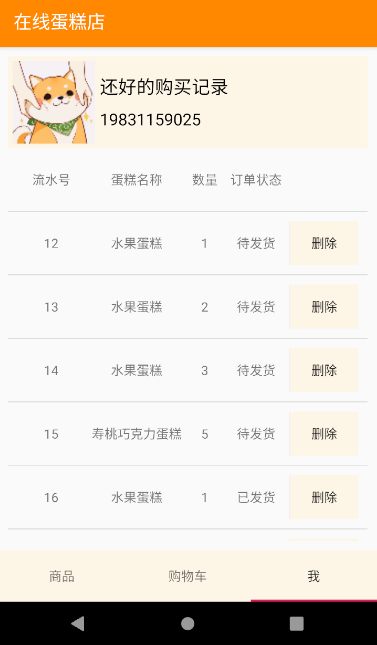 在线蛋糕店
还好的购买记录
19831159025
流水号 蛋糕名称 数量 订单状态
12 水果蛋糕 1 待发货 删除
13 水果蛋糕 2 待发货 删除
14 水果蛋糕 3 待发货 删除
15 寿桃巧克力蛋糕 5 待发货 删除
16 水果蛋糕 1 已发货 删除
商品 购物车 我